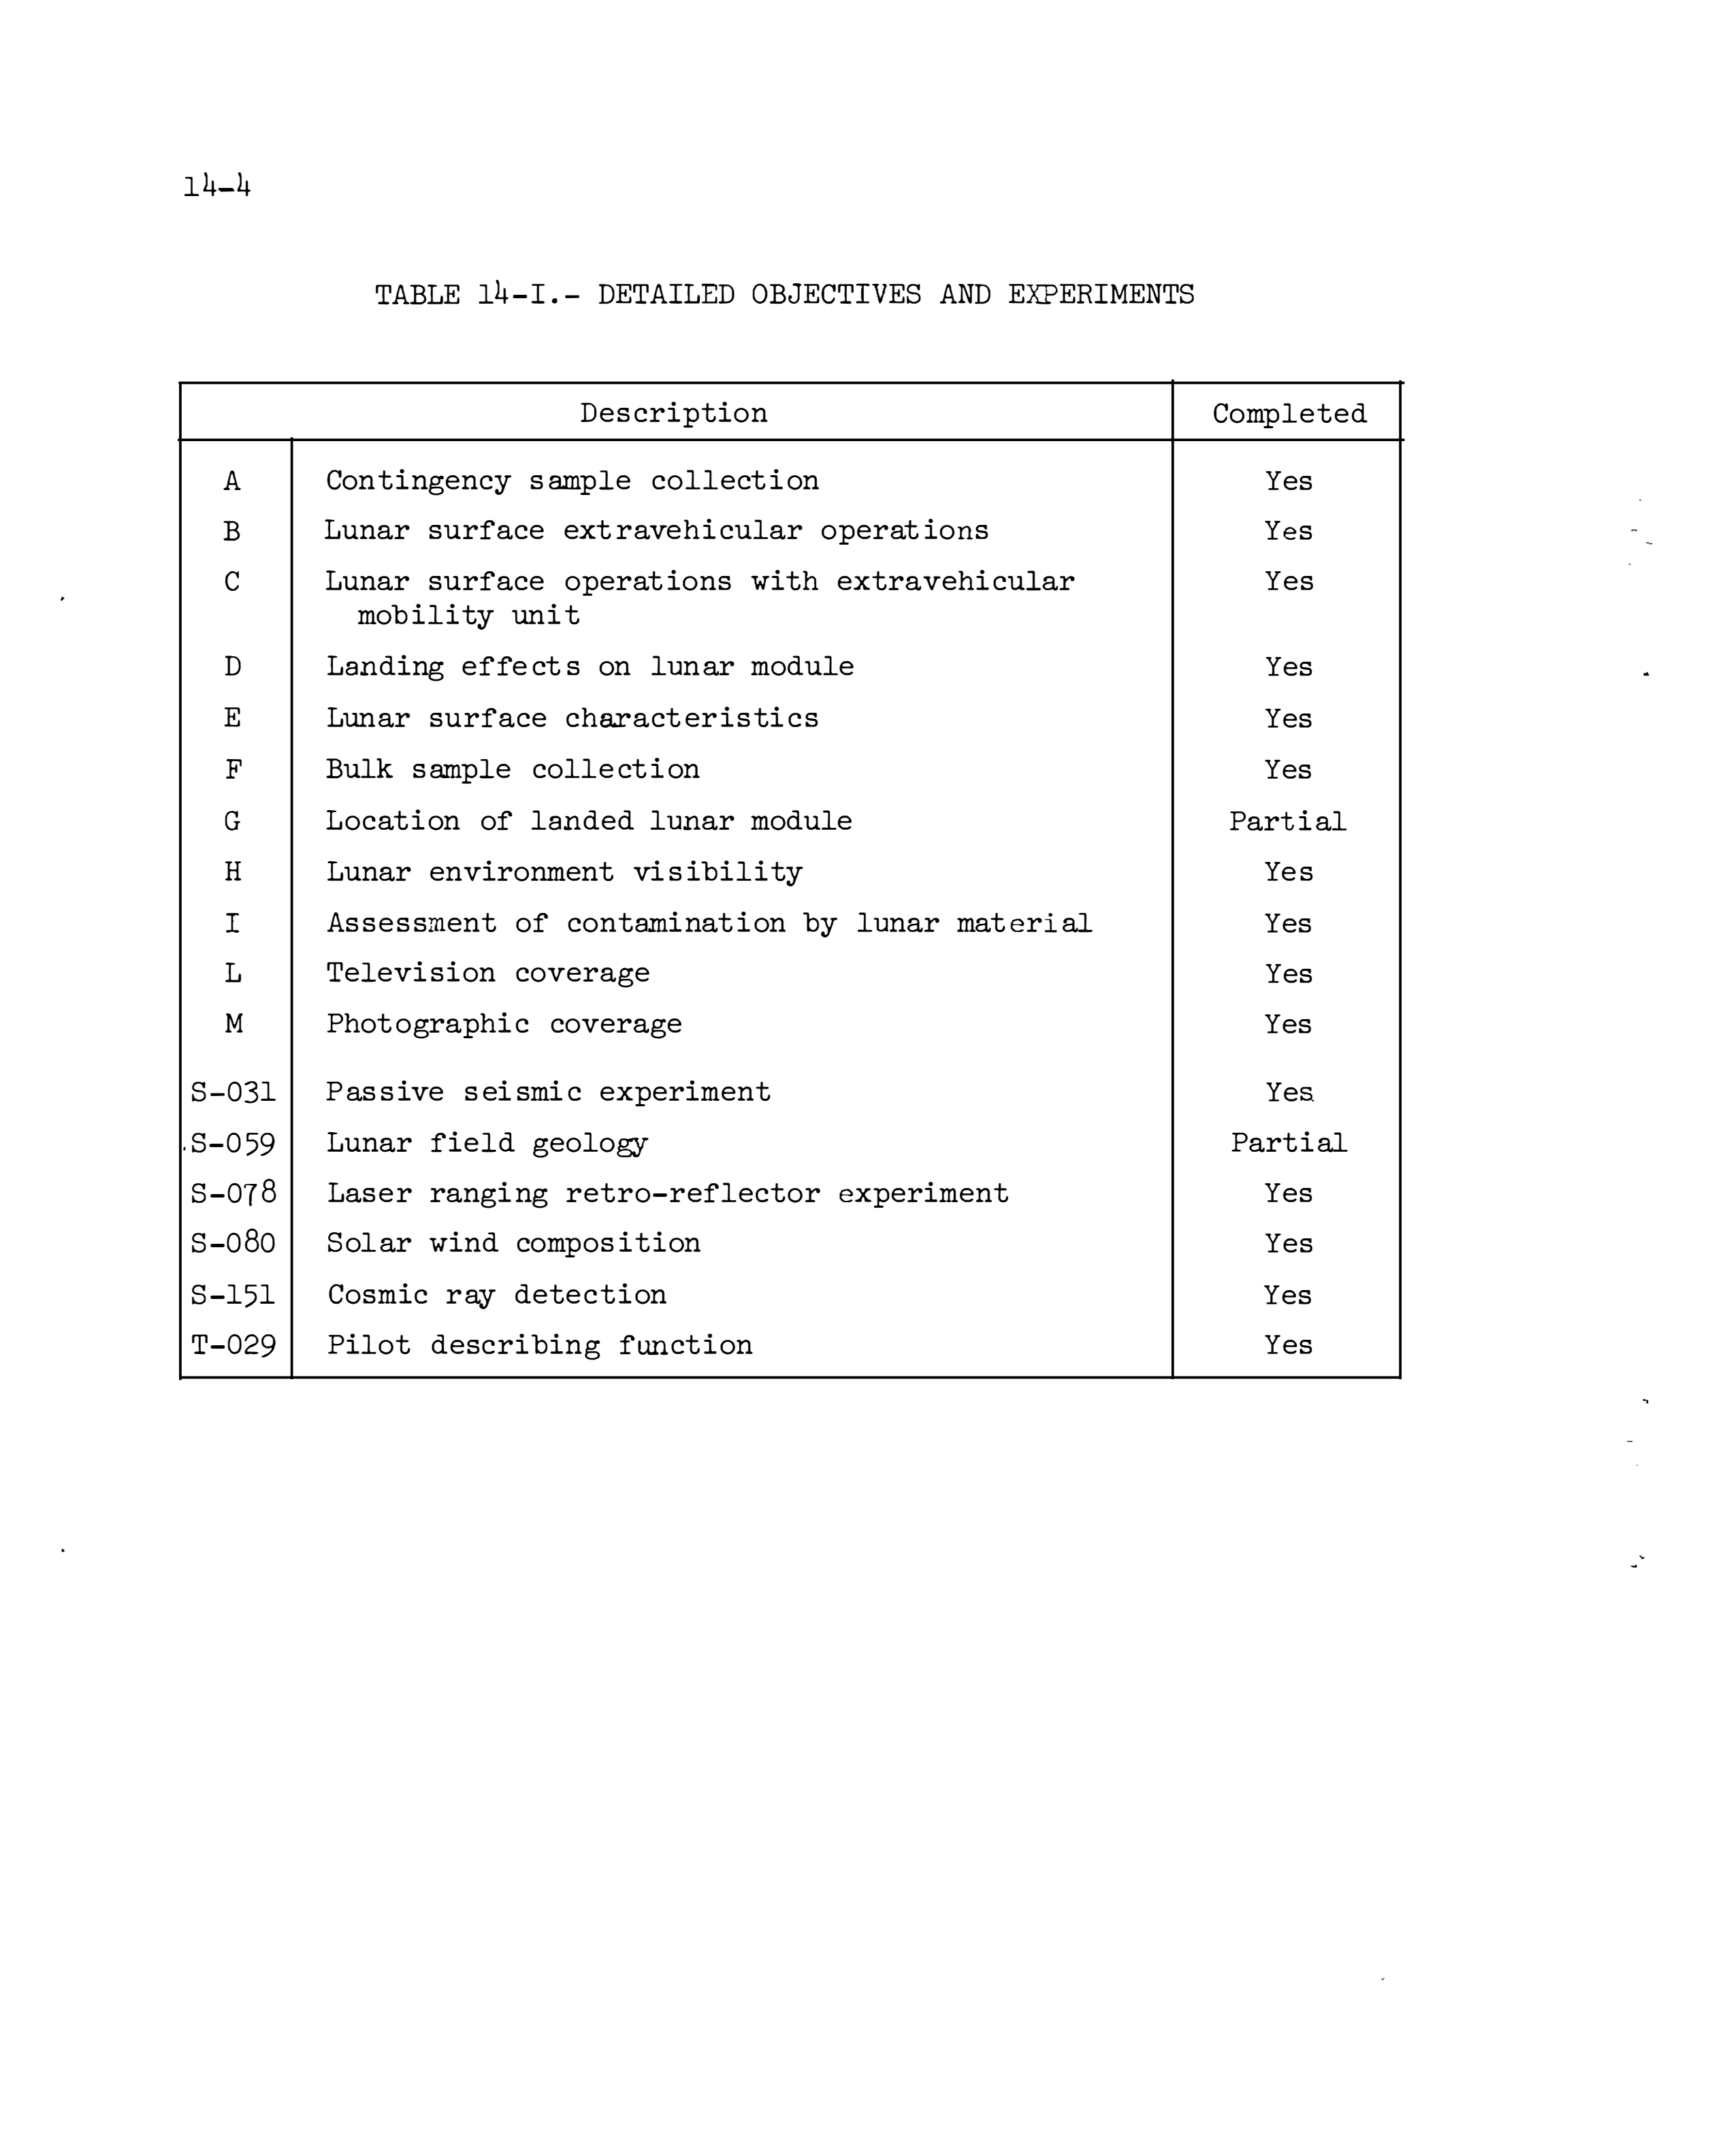 14-4
TABLE 14-I.- DETAILED OBJECTIVES AND EXPERIMENTS
Description Completed
A Contingency sample collection Yes
B Lunar surface extravehicular operations Yes
C Lunar surface operations with extravehicular Yes
mobility unit
D Landing effects on lunar module Yes
E Lunar surface characteristics Yes
F Bulk sample collection Yes
G Location of landed lunar module Partial
H Lunar environment visibility Yes
I Assessment of contamination by lunar material Yes
L Television coverage Yes
M Photographic coverage Yes
S-031 Passive seismic experiment Yes
S-059 Lunar field geology Partial
S-078 Laser ranging retro-reflector experiment Yes
S-080 Solar wind composition Yes
S-151 Cosmic ray detection Yes
T-029 Pilot describing function Yes